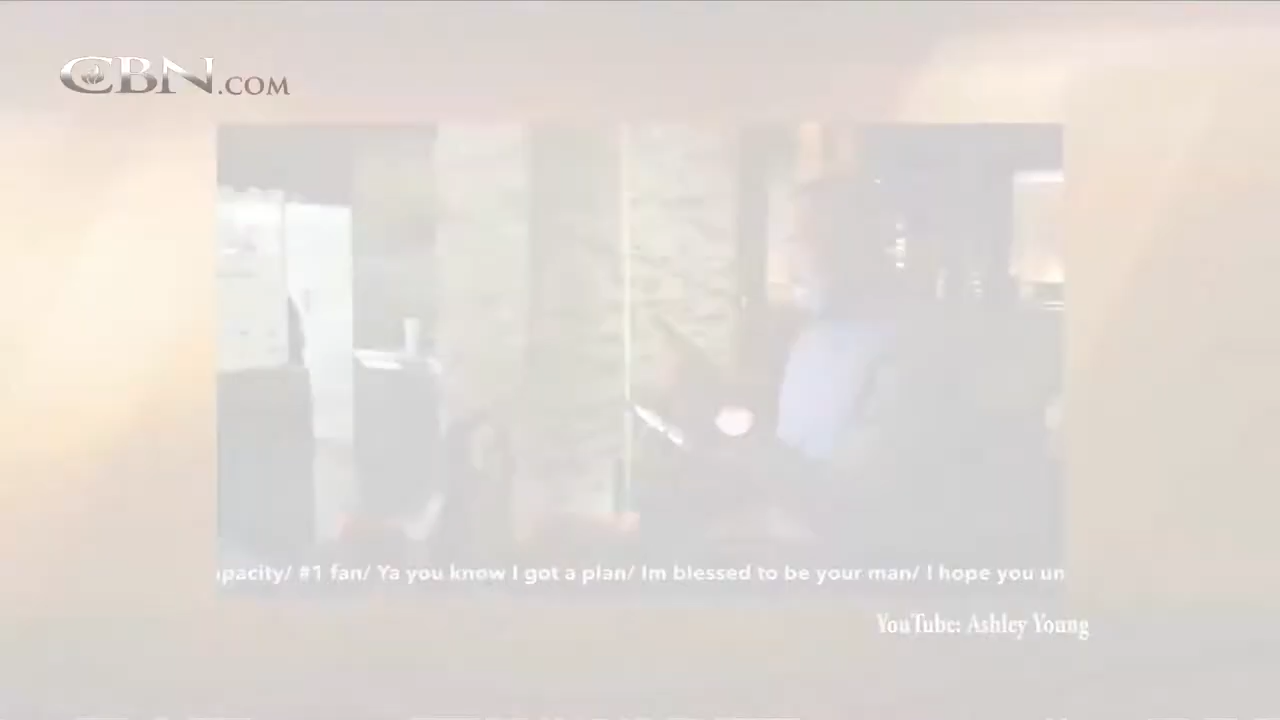 CBN.COM
pacity/ #1 fan/ Ya you know I got a plan/ Im blessed to be your man/ I hope you un
YouTube: Ashley Young